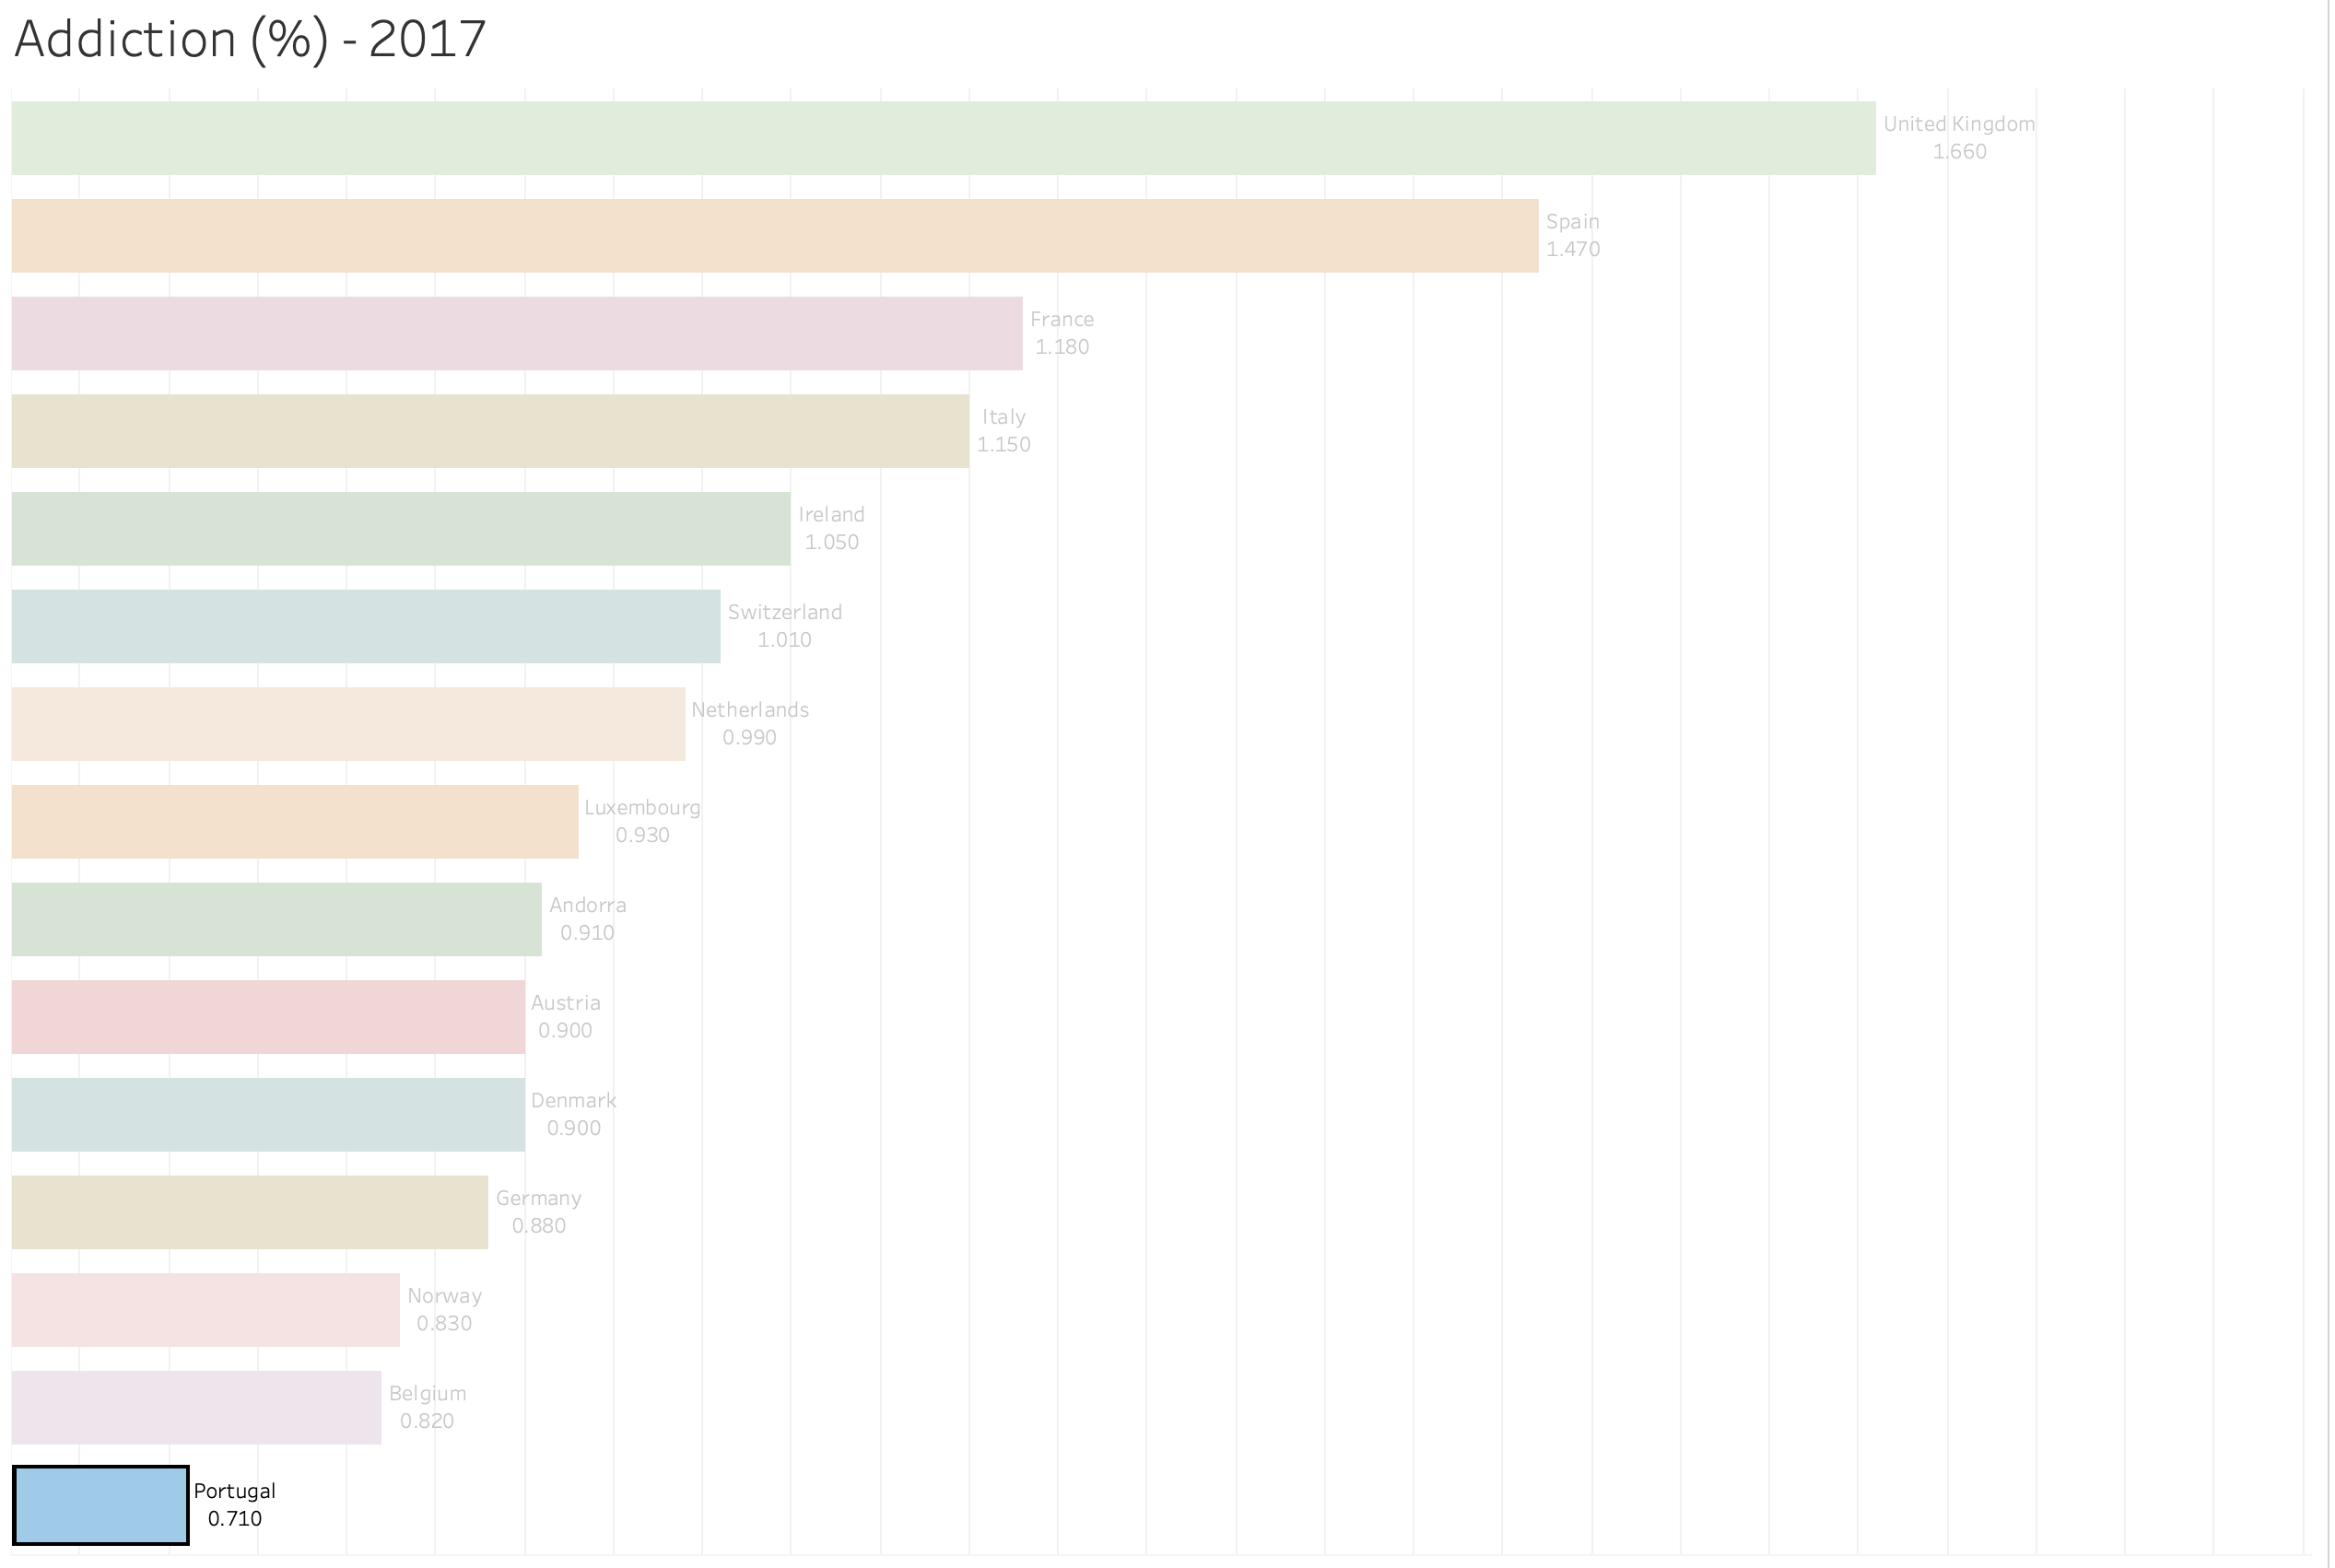 Addiction (%) - 2017
United Kingdom
1.660
Spain
1.470
France
1.180
Italy
1.150
Ireland
1.050
Switzerland
1.010
Netherlands
0.990
Luxembourg
0.930
Andorra
0.910
Austria
0.900
Denmark
0.900
Germany
0.880
Norway
0.830
Belgium
0.820
Portugal
0.710